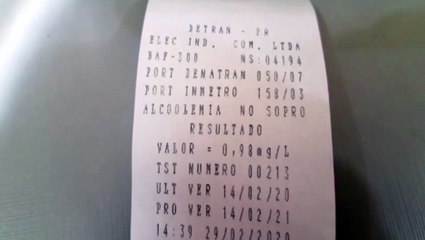 DETRAN - PR
ELEC IND. COM. LTDA
BAF-300 NS:04194
PORT DENATRAN 050/07
PORT INMETRO 158/03
ALCOOLEMIA NO SOPRO
RESULTADO
VALOR = 0,98mg/L
TST NUMERO 00213
ULT VER 14/02/20
PRO VER 14/02/21
14:39 29/02/2020